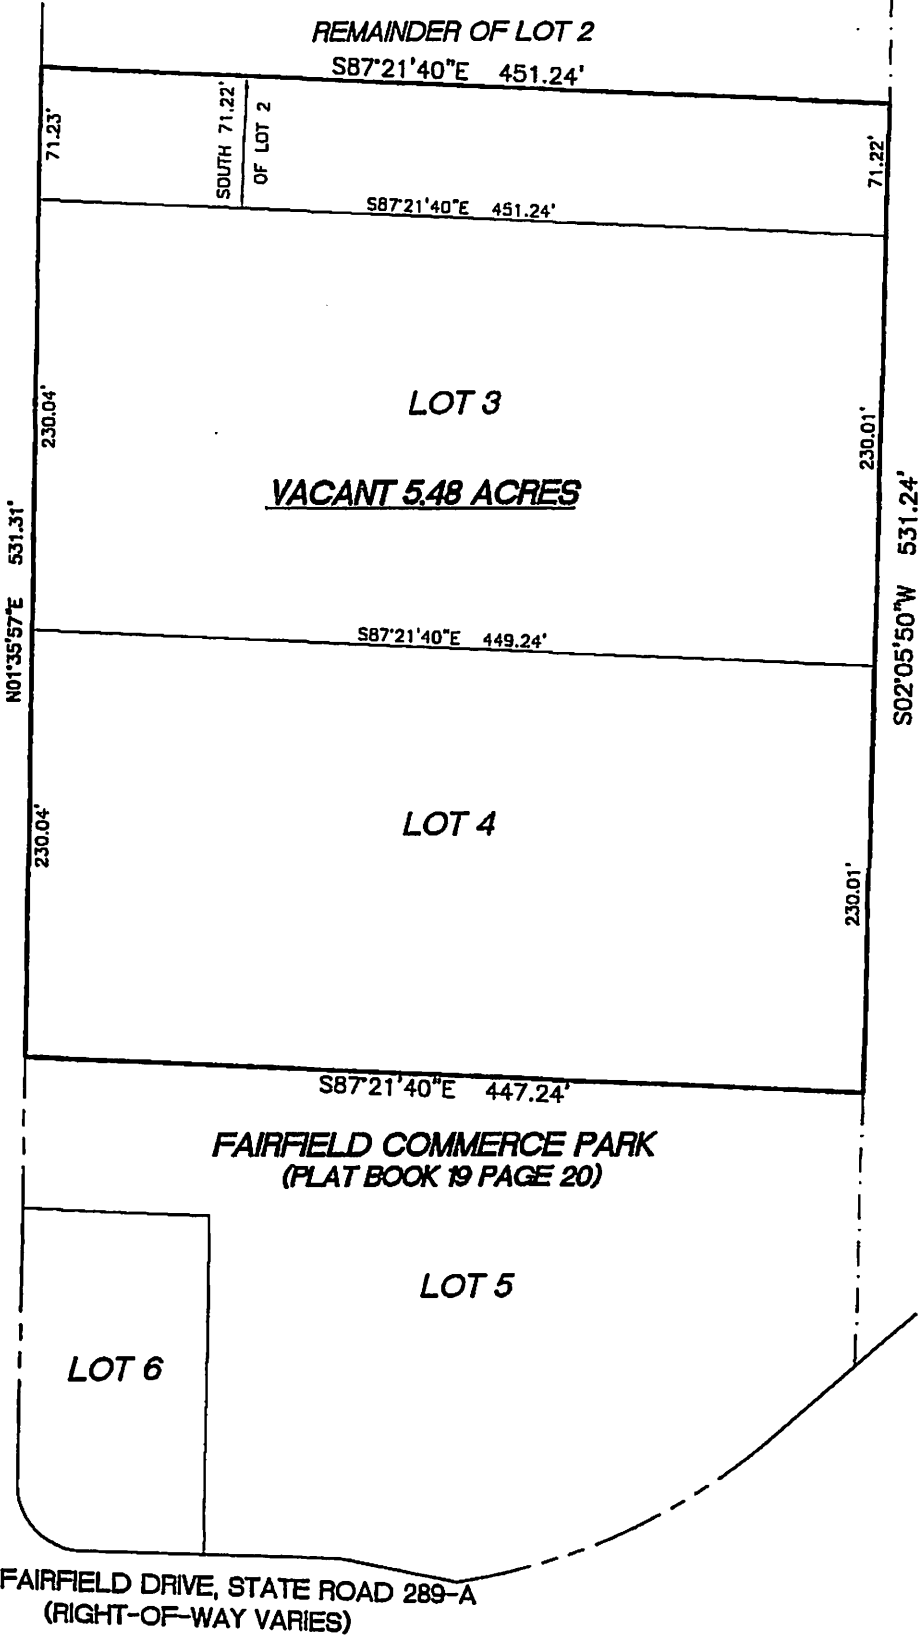 REMAINDER OF LOT 2
S87°21'40"E 451.24'
71.23'
SOUTH 71.22'
OF LOT 2
71.22'
S87°21'40"E 451.24'
LOT 3
230.04'
230.01'
VACANT 5.48 ACRES
N01°35'57"E 531.31'
S02°05'50"W 531.24'
S87°21'40"E 449.24'
LOT 4
230.04'
230.01'
S87°21'40"E 447.24'
FAIRFIELD COMMERCE PARK
(PLAT BOOK 19 PAGE 20)
LOT 5
LOT 6
FAIRFIELD DRIVE, STATE ROAD 289-A
(RIGHT-OF-WAY VARIES)